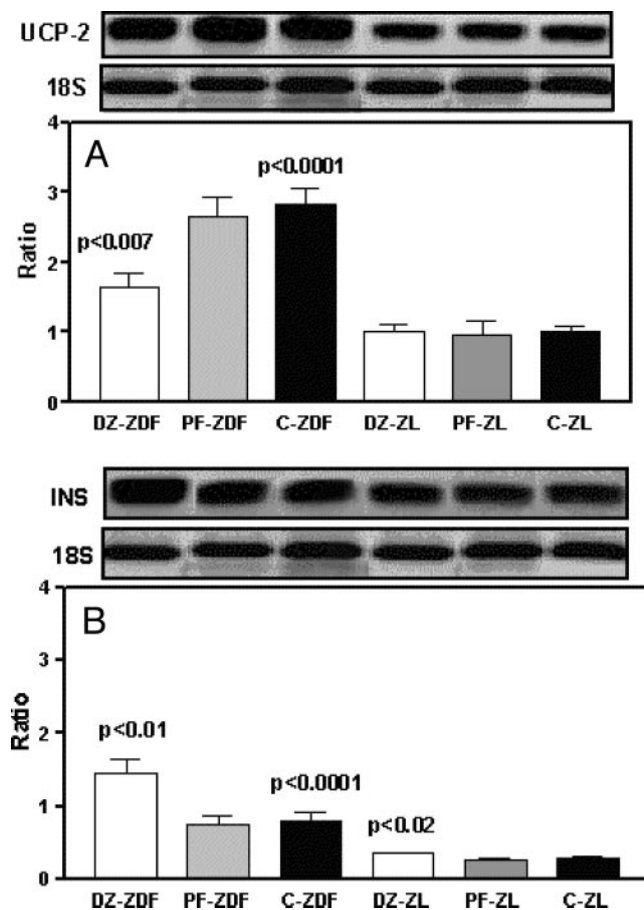 UCP-2
18S
4
A
p<0.0001
3
p<0.007
Ratio
2
1
0
DZ-ZDF PF-ZDF C-ZDF DZ-ZL PF-ZL C-ZL
INS
18S
4
B
3
Ratio
2
p<0.01
p<0.0001
1
p<0.02
0
DZ-ZDF PF-ZDF C-ZDF DZ-ZL PF-ZL C-ZL